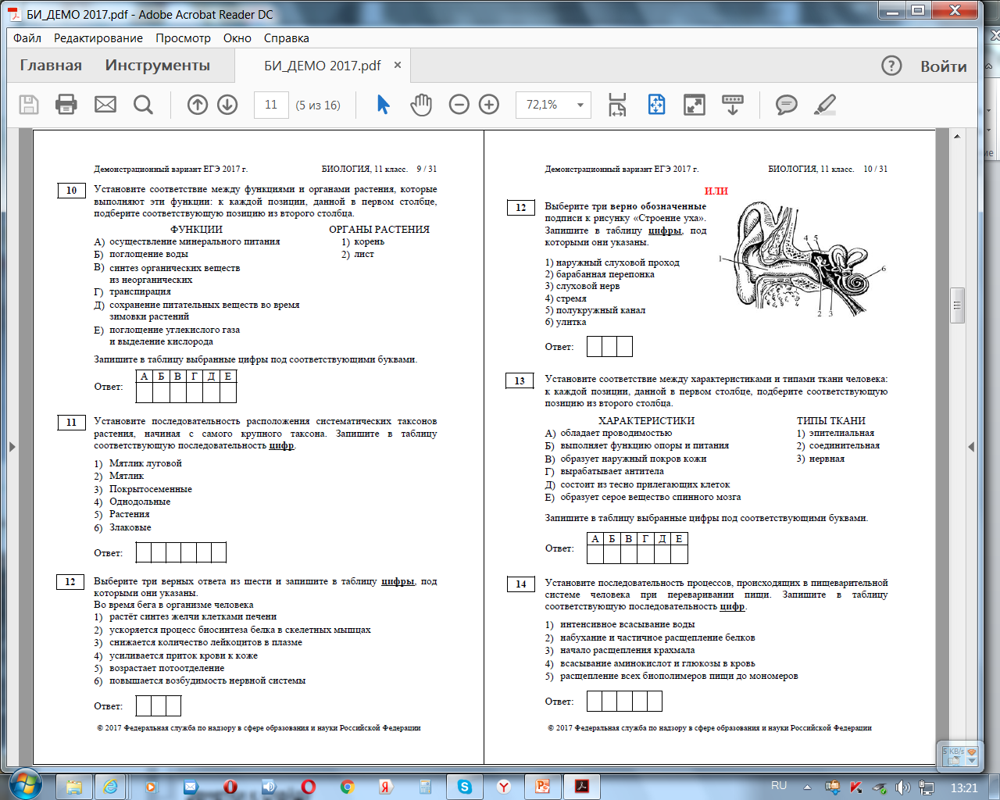 БИ_ДЕМО 2017.pdf - Adobe Acrobat Reader DC
Файл Редактирование Просмотр Окно Справка
Главная Инструменты БИ_ДЕМО 2017.pdf × Войти
11 (5 из 16) 72,1%
Демонстрационный вариант ЕГЭ 2017 г. БИОЛОГИЯ, 11 класс. 9 / 31
10 Установите соответствие между функциями и органами растения, которые
выполняют эти функции: к каждой позиции, данной в первом столбце,
подберите соответствующую позицию из второго столбца.
ФУНКЦИИ ОРГАНЫ РАСТЕНИЯ
А) осуществление минерального питания 1) корень
Б) поглощение воды 2) лист
В) синтез органических веществ
из неорганических
Г) транспирация
Д) сохранение питательных веществ во время
зимовки растений
Е) поглощение углекислого газа
и выделение кислорода
Запишите в таблицу выбранные цифры под соответствующими буквами.
А Б В Г Д Е
Ответ:
11 Установите последовательность расположения систематических таксонов
растения, начиная с самого крупного таксона. Запишите в таблицу
соответствующую последовательность цифр.
1) Мятлик луговой
2) Мятлик
3) Покрытосеменные
4) Однодольные
5) Растения
6) Злаковые
Ответ:
12 Выберите три верных ответа из шести и запишите в таблицу цифры, под
которыми они указаны.
Во время бега в организме человека
1) растёт синтез желчи клетками печени
2) ускоряется процесс биосинтеза белка в скелетных мышцах
3) снижается количество лейкоцитов в плазме
4) усиливается приток крови к коже
5) возрастает потоотделение
6) повышается возбудимость нервной системы
Ответ:
© 2017 Федеральная служба по надзору в сфере образования и науки Российской Федерации
Демонстрационный вариант ЕГЭ 2017 г. БИОЛОГИЯ, 11 класс. 10 / 31
ИЛИ
12 Выберите три верно обозначенные
подписи к рисунку «Строение уха».
Запишите в таблицу цифры, под
которыми они указаны.
1) наружный слуховой проход
2) барабанная перепонка
3) слуховой нерв
4) стремя
5) полукружный канал
6) улитка
4 5
1
6
2 3
Ответ:
13 Установите соответствие между характеристиками и типами ткани человека:
к каждой позиции, данной в первом столбце, подберите соответствующую
позицию из второго столбца.
ХАРАКТЕРИСТИКИ ТИПЫ ТКАНИ
А) обладает проводимостью 1) эпителиальная
Б) выполняет функцию опоры и питания 2) соединительная
В) образует наружный покров кожи 3) нервная
Г) вырабатывает антитела
Д) состоит из тесно прилегающих клеток
Е) образует серое вещество спинного мозга
Запишите в таблицу выбранные цифры под соответствующими буквами.
А Б В Г Д Е
Ответ:
14 Установите последовательность процессов, происходящих в пищеварительной
системе человека при переваривании пищи. Запишите в таблицу
соответствующую последовательность цифр.
1) интенсивное всасывание воды
2) набухание и частичное расщепление белков
3) начало расщепления крахмала
4) всасывание аминокислот и глюкозы в кровь
5) расщепление всех биополимеров пищи до мономеров
Ответ:
© 2017 Федеральная служба по надзору в сфере образования и науки Российской Федерации
5 KB/s
RU 13:21